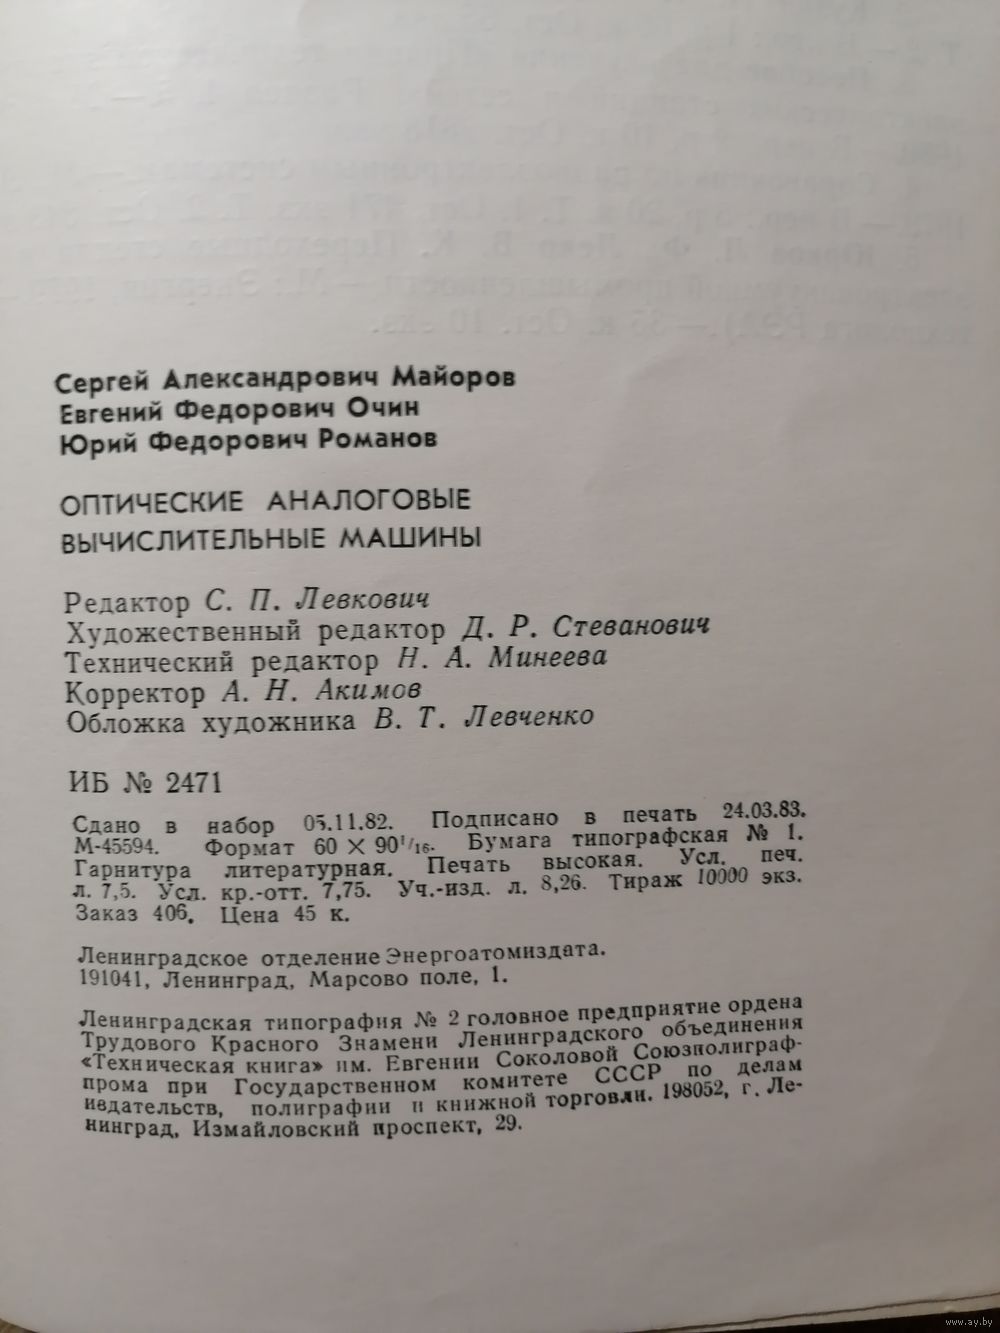 Сергей Александрович Майоров
Евгений Федорович Очин
Юрий Федорович Романов
ОПТИЧЕСКИЕ АНАЛОГОВЫЕ
ВЫЧИСЛИТЕЛЬНЫЕ МАШИНЫ
Редактор С. П. Левкович
Художественный редактор Д. Р. Стеванович
Технический редактор Н. А. Минеева
Корректор А. Н. Акимов
Обложка художника В. Т. Левченко
ИБ № 2471
Сдано в набор 05.11.82. Подписано в печать 24.03.83.
М-45594. Формат 60 × 90¹/₁₆. Бумага типографская № 1.
Гарнитура литературная. Печать высокая. Усл. печ.
л. 7,5. Усл. кр.-отт. 7,75. Уч.-изд. л. 8,26. Тираж 10000 экз.
Заказ 406. Цена 45 к.
Ленинградское отделение Энергоатомиздата.
191041, Ленинград, Марсово поле, 1.
Ленинградская типография № 2 головное предприятие ордена
Трудового Красного Знамени Ленинградского объединения
«Техническая книга» им. Евгении Соколовой Союзполиграф-
прома при Государственном комитете СССР по делам
издательств, полиграфии и книжной торговли. 198052, г. Ле-
нинград, Измайловский проспект, 29.
www.ay.by